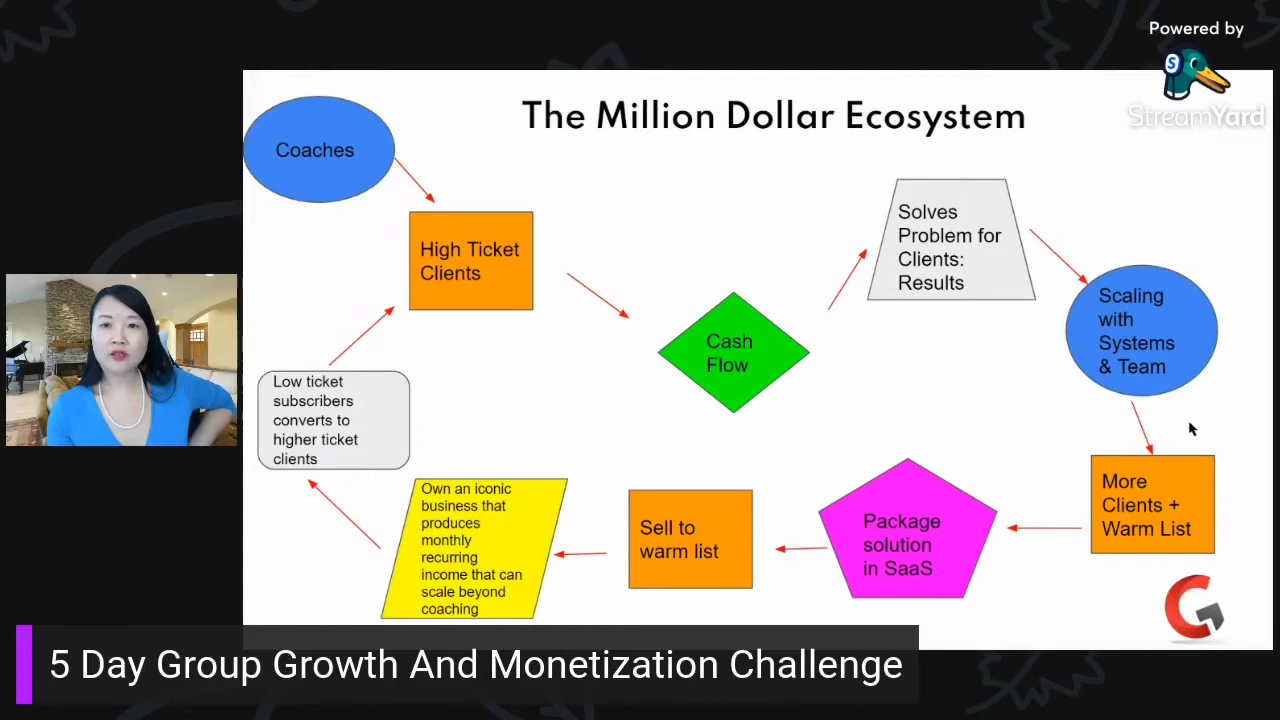 Powered by
S
StreamYard
The Million Dollar Ecosystem
Coaches
High Ticket
Clients
Cash
Flow
Solves
Problem for
Clients:
Results
Scaling
with
Systems
& Team
More
Clients +
Warm List
Package
solution
in SaaS
Sell to
warm list
Own an iconic
business that
produces
monthly
recurring
income that can
scale beyond
coaching
Low ticket
subscribers
converts to
higher ticket
clients
G
5 Day Group Growth And Monetization Challenge